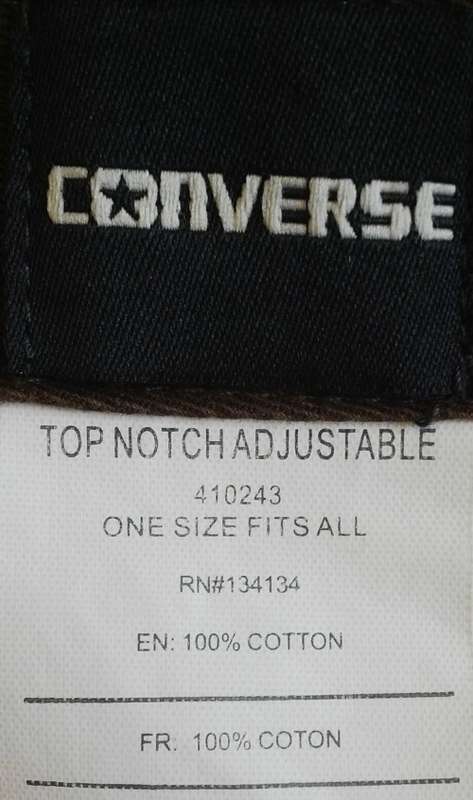 CONVERSE
TOP NOTCH ADJUSTABLE
410243
ONE SIZE FITS ALL
RN#134134
EN: 100% COTTON
FR: 100% COTON